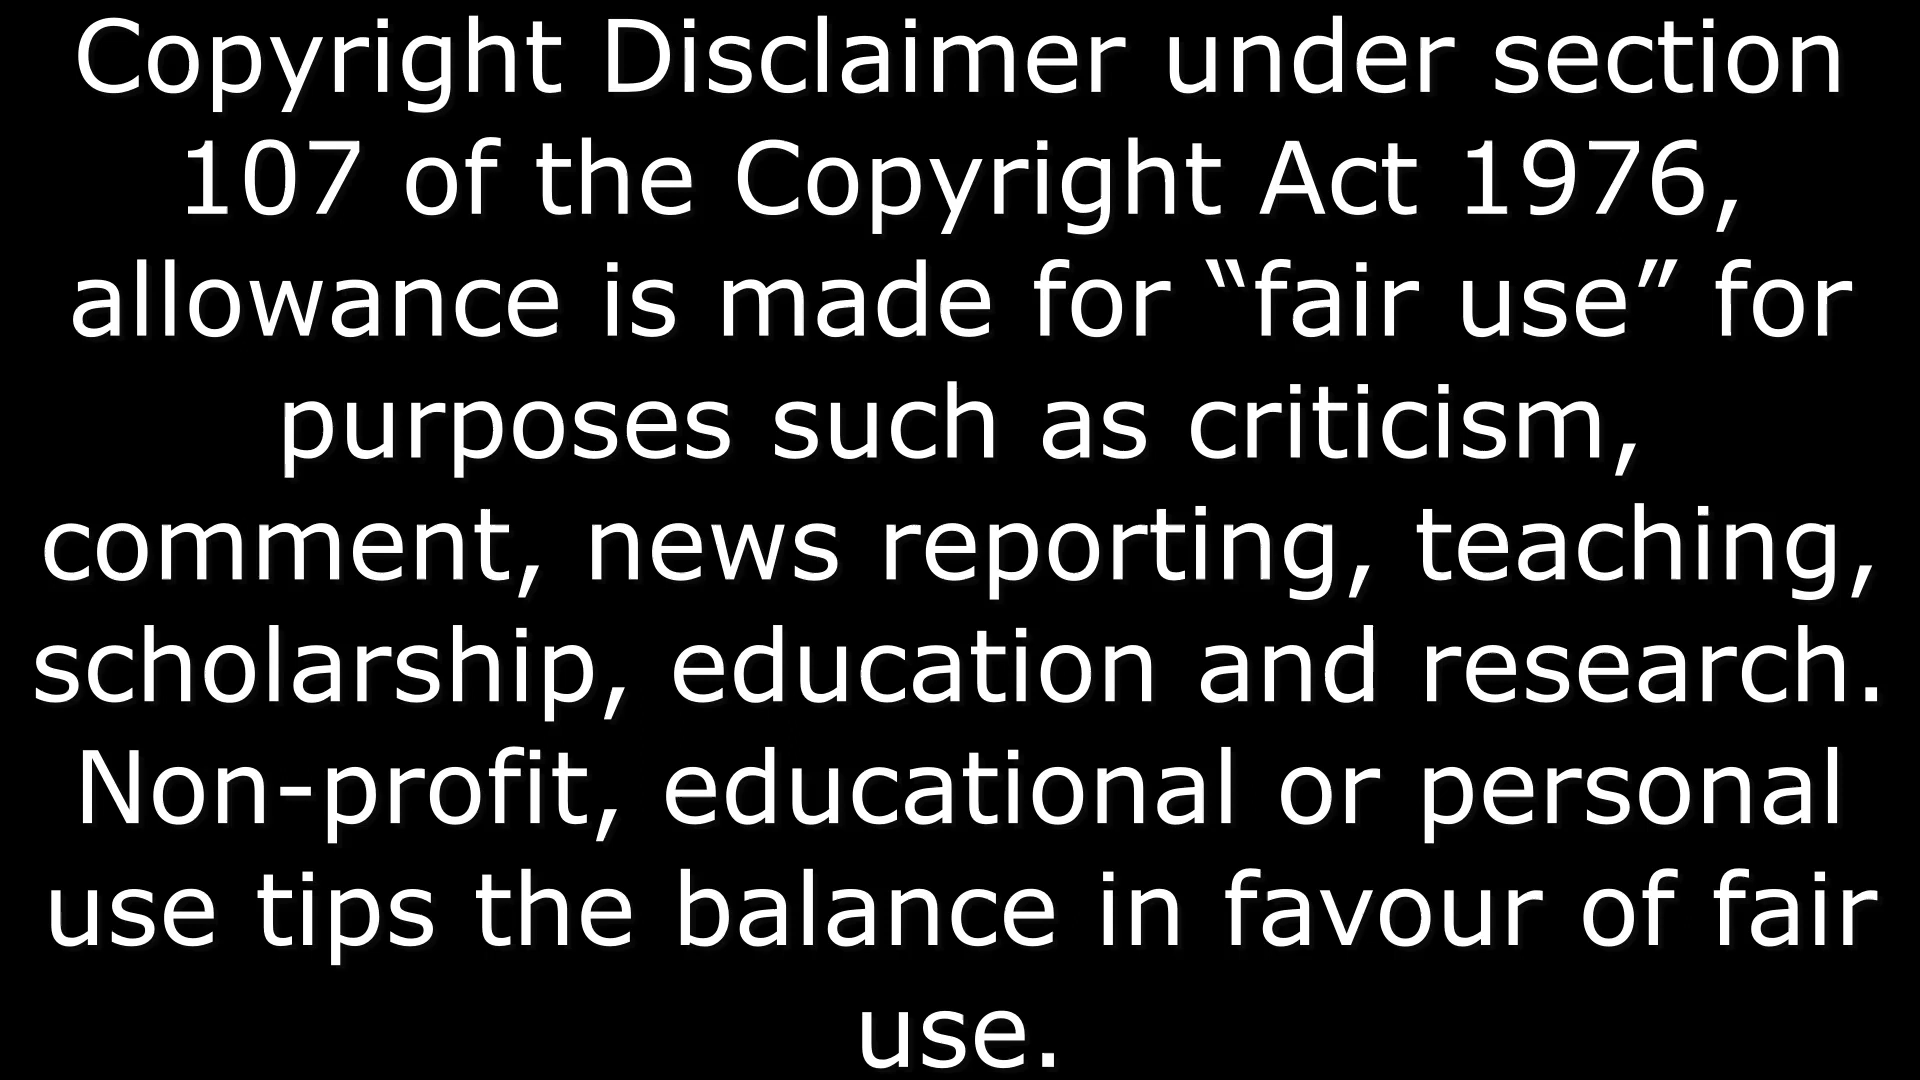 Copyright Disclaimer under section
107 of the Copyright Act 1976,
allowance is made for “fair use” for
purposes such as criticism,
comment, news reporting, teaching,
scholarship, education and research.
Non-profit, educational or personal
use tips the balance in favour of fair
use.